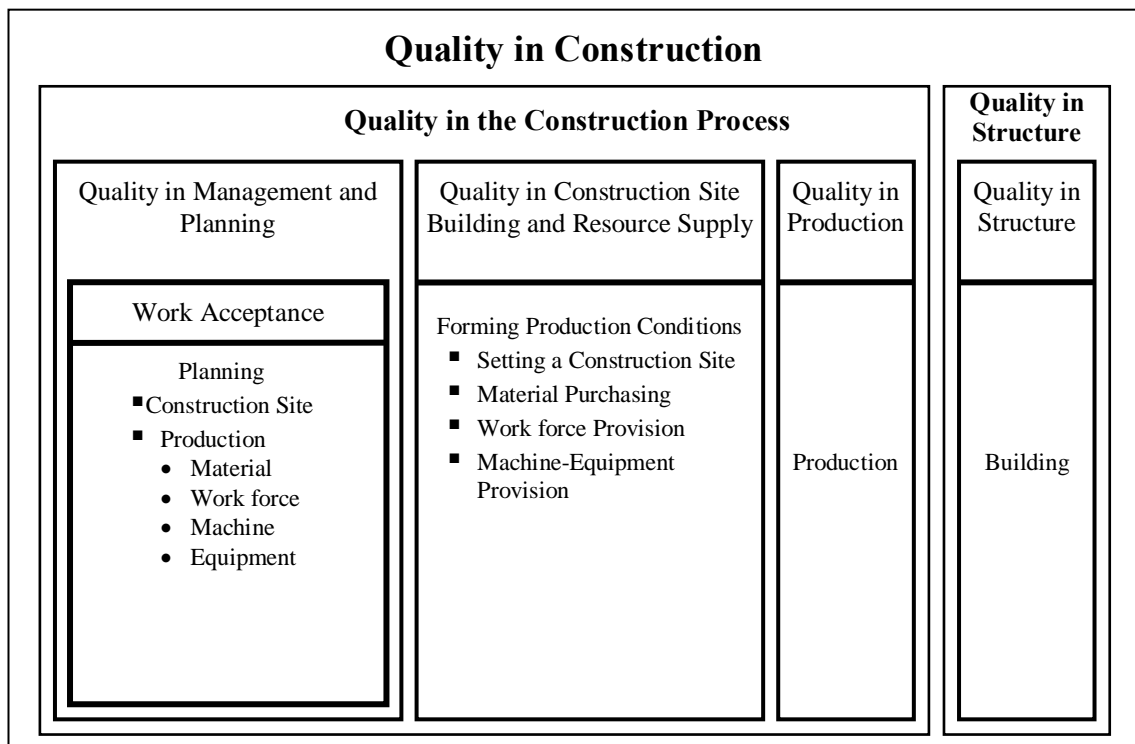 Quality in Construction
Quality in the Construction Process
Quality in Management and
Planning
Work Acceptance
Planning
▪Construction Site
▪ Production
• Material
• Work force
• Machine
• Equipment
Quality in Construction Site
Building and Resource Supply
Forming Production Conditions
▪ Setting a Construction Site
▪ Material Purchasing
▪ Work force Provision
▪ Machine-Equipment
Provision
Quality in
Production
Production
Quality in
Structure
Quality in
Structure
Building